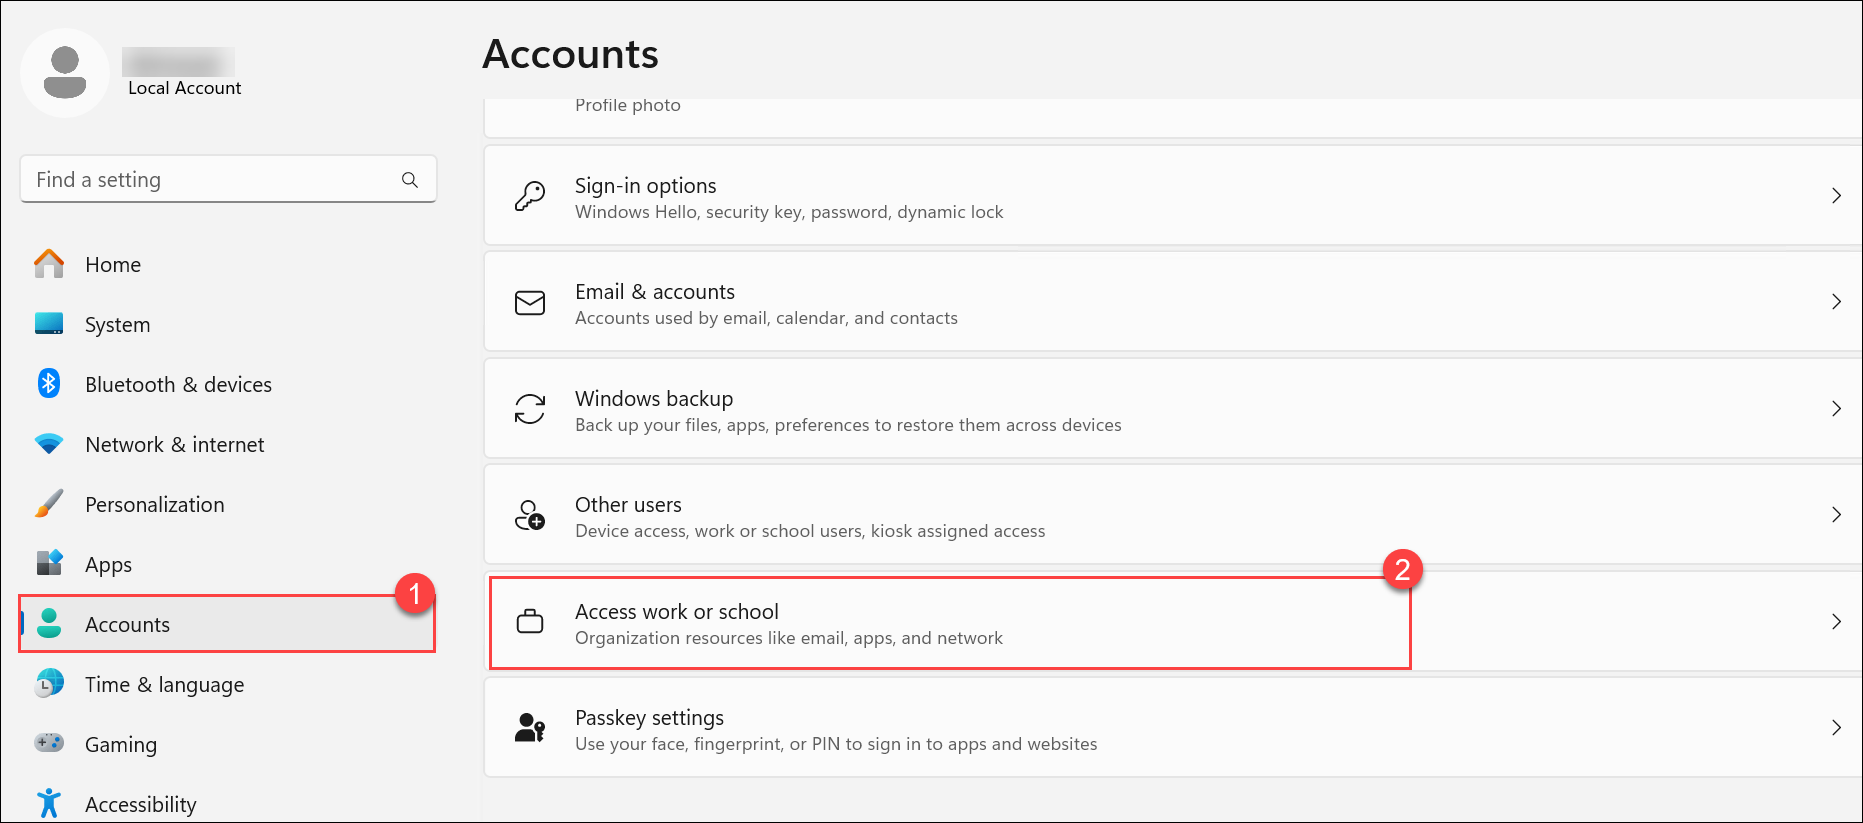 Local Account
Find a setting
Home
System
Bluetooth & devices
Network & internet
Personalization
Apps
1
Accounts
Time & language
Gaming
Accessibility
Accounts
Profile photo
Sign-in options
Windows Hello, security key, password, dynamic lock
Email & accounts
Accounts used by email, calendar, and contacts
Windows backup
Back up your files, apps, preferences to restore them across devices
Other users
Device access, work or school users, kiosk assigned access
2
Access work or school
Organization resources like email, apps, and network
Passkey settings
Use your face, fingerprint, or PIN to sign in to apps and websites